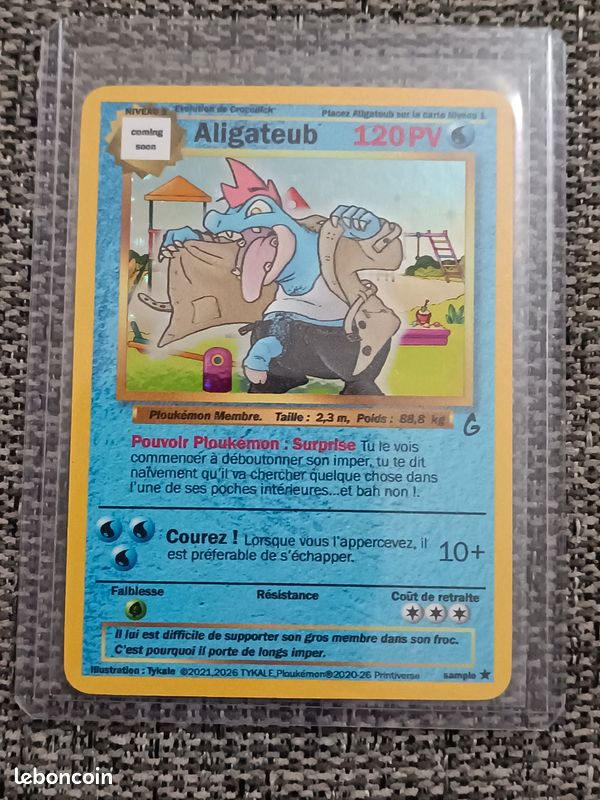 NIVEAU 2 Evolution de Crocodick
Placez Aligateub sur la carte Niveau 1
coming
soon
Aligateub 120 PV
Ploukémon Membre. Taille : 2,3 m, Poids : 88,8 kg
G
Pouvoir Ploukémon : Surprise Tu le vois
commencer à déboutonner son imper, tu te dit
naïvement qu'il va chercher quelque chose dans
l'une de ses poches intérieures...et bah non !.
Courez ! Lorsque vous l'appercevez, il
est préferable de s'échapper.
10+
Faiblesse Résistance Coût de retraite
Il lui est difficile de supporter son gros membre dans son froc.
C'est pourquoi il porte de longs imper.
Illustration : Tykale ©2021,2026 TYKALE,Ploukémon®2020-26 Printiverse sample
leboncoin